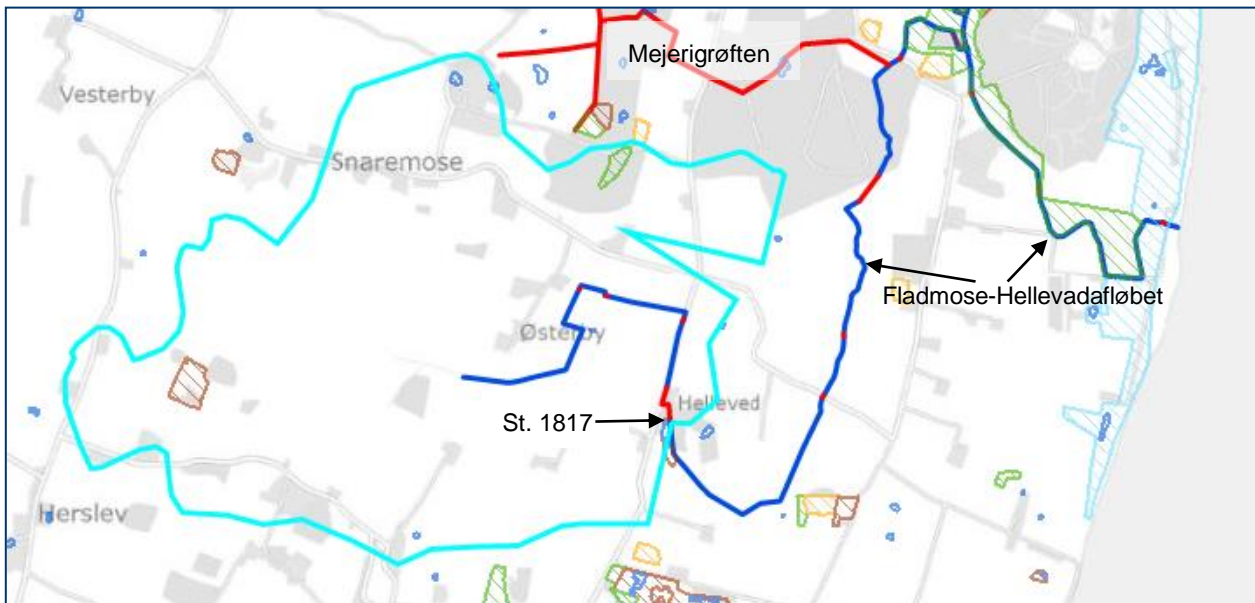 Mejerigrøften
Vesterby
Snaremose
Fladmose-Hellevadafløbet
Østerby
Helleved
St. 1817
Herslev